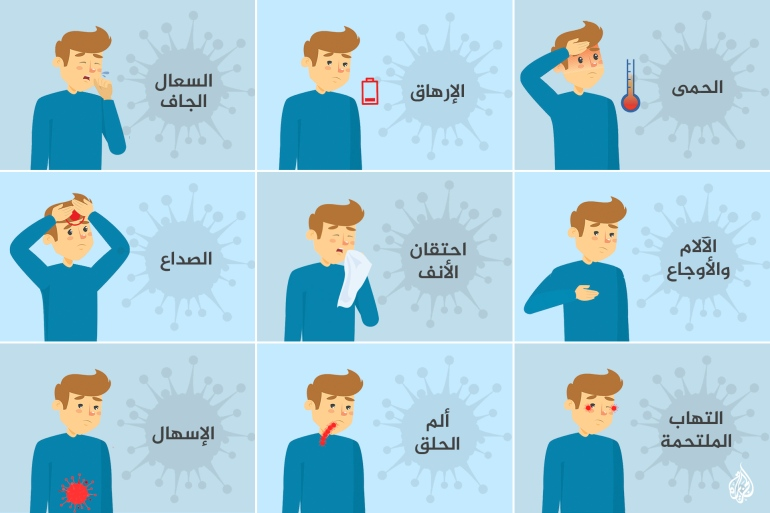 الحمى
الإرهاق
السعال
الجاف
الآلام
والأوجاع
احتقان
الأنف
الصداع
التهاب
الملتحمة
ألم
الحلق
الإسهال